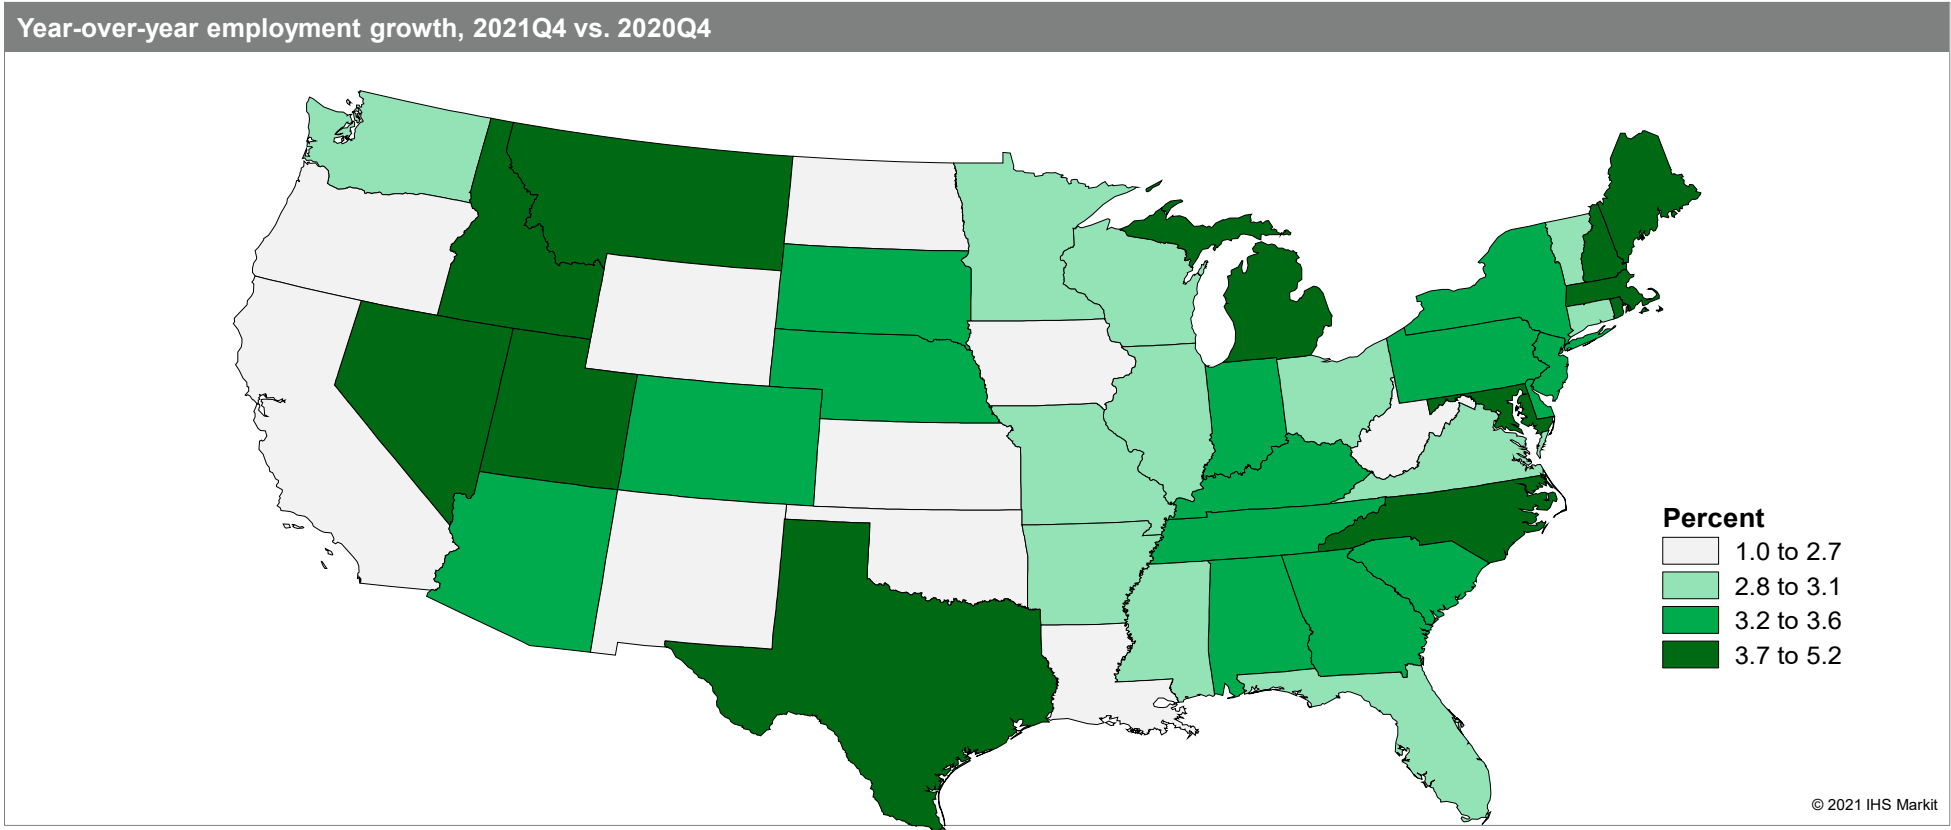 Year-over-year employment growth, 2021Q4 vs. 2020Q4
Percent
1.0 to 2.7
2.8 to 3.1
3.2 to 3.6
3.7 to 5.2
© 2021 IHS Markit